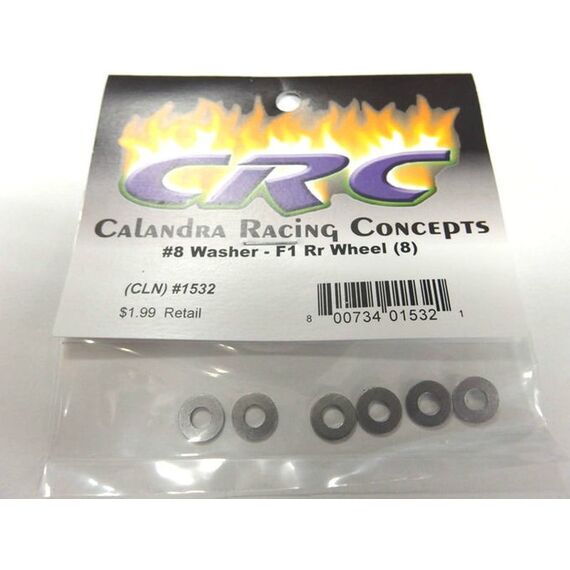 CRC
Calandra Racing Concepts
#8 Washer - F1 Rr Wheel (8)
(CLN) #1532
$1.99 Retail
8 00734 01532 1